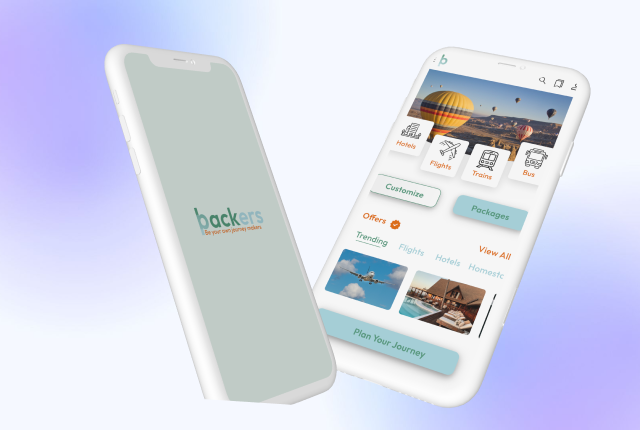 backers
Be your own journey makers
b
Hotels
Flights
Trains
Bus
Customize
Packages
Offers
View All
Trending
Flights
Hotels
Homestc
Plan Your Journey